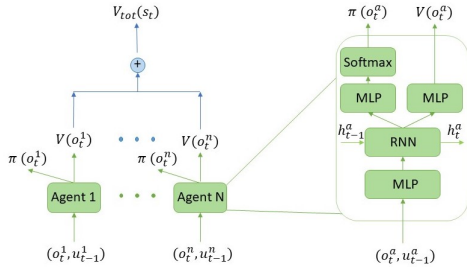 V_tot(s_t)
+
V(o_t^1)
V(o_t^n)
π(o_t^1)
π(o_t^n)
Agent 1
Agent N
(o_t^1, u_{t-1}^1)
(o_t^n, u_{t-1}^n)
π(o_t^a)
V(o_t^a)
Softmax
MLP
MLP
h_{t-1}^a
RNN
h_t^a
MLP
(o_t^a, u_{t-1}^a)